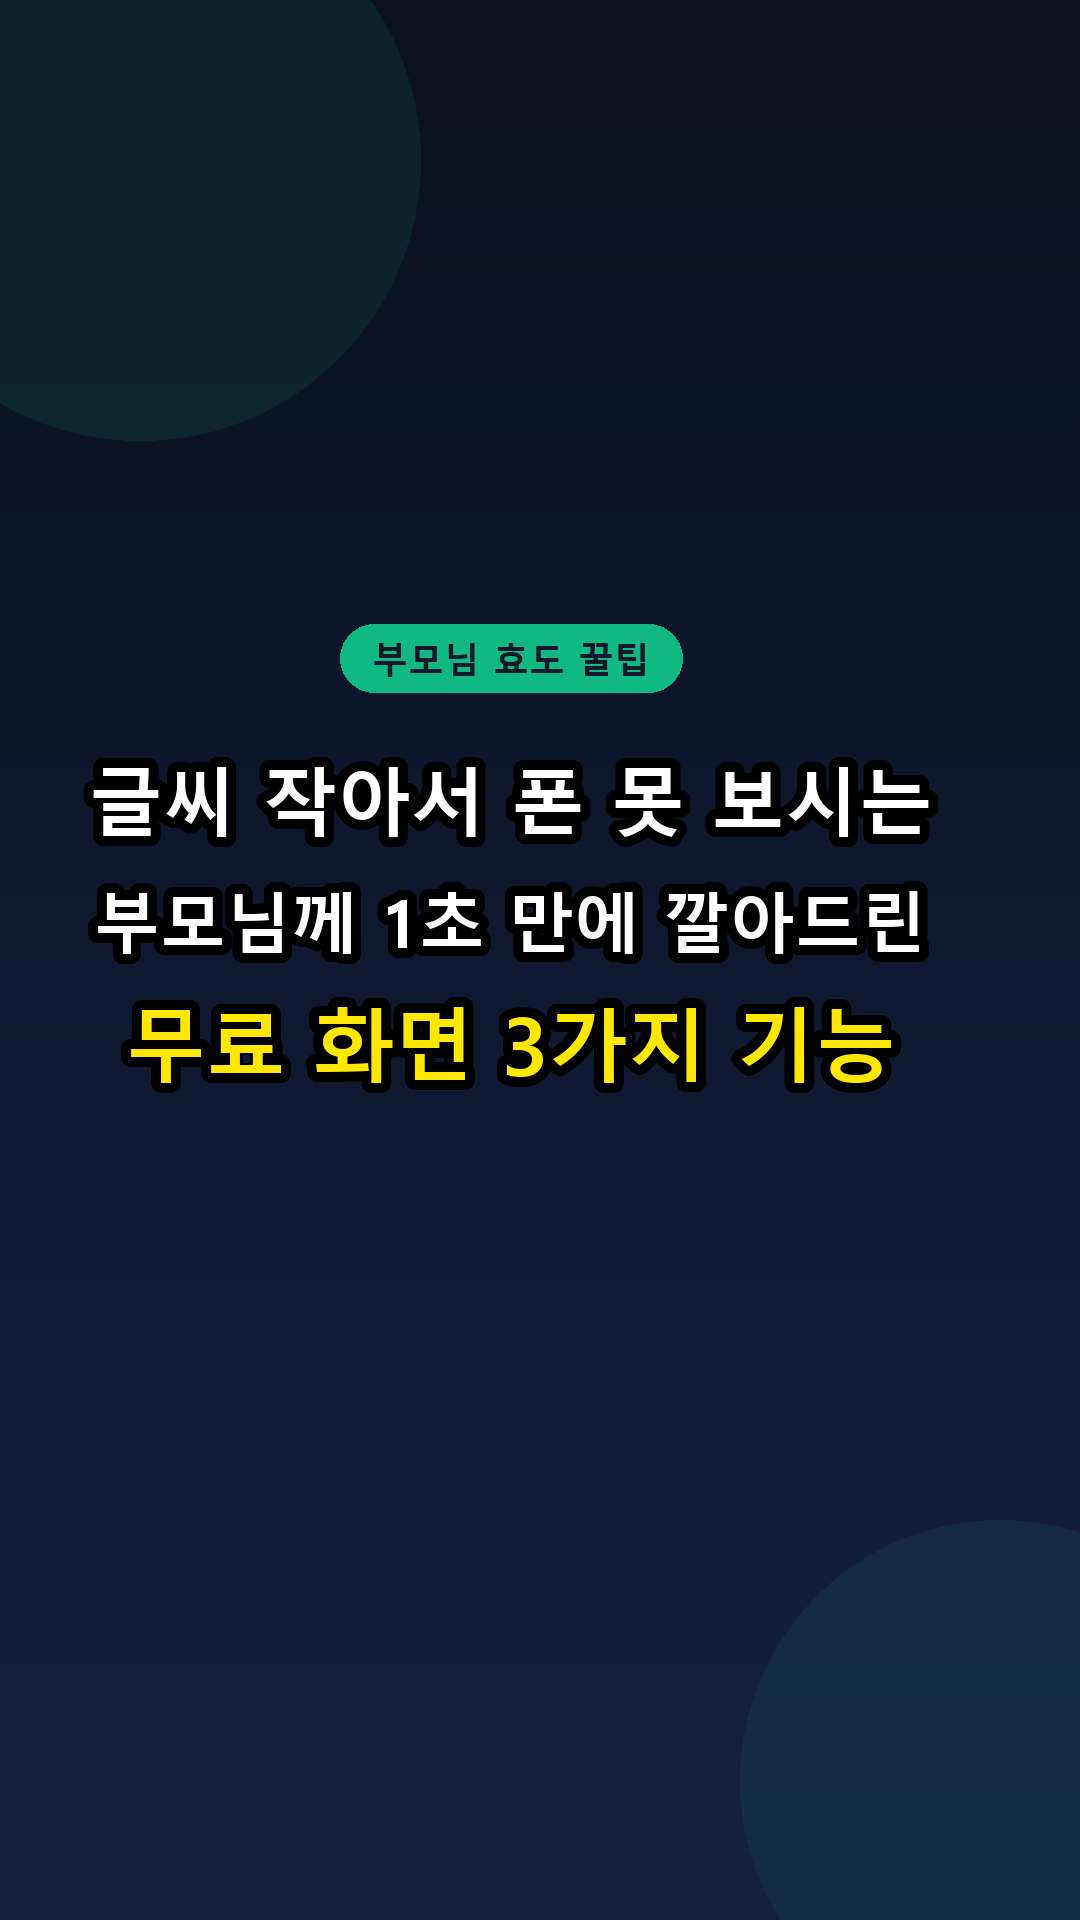 부모님 효도 꿀팁
글씨 작아서 폰 못 보시는
부모님께 1초 만에 깔아드린
무료 화면 3가지 기능